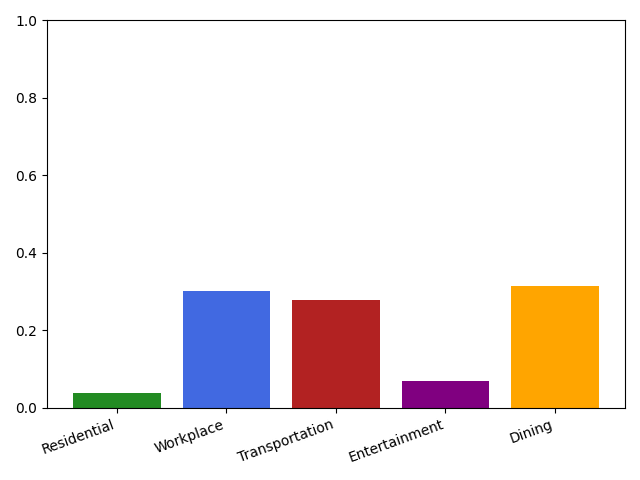 1.0
0.8
0.6
0.4
0.2
0.0
Residential
Workplace
Transportation
Entertainment
Dining